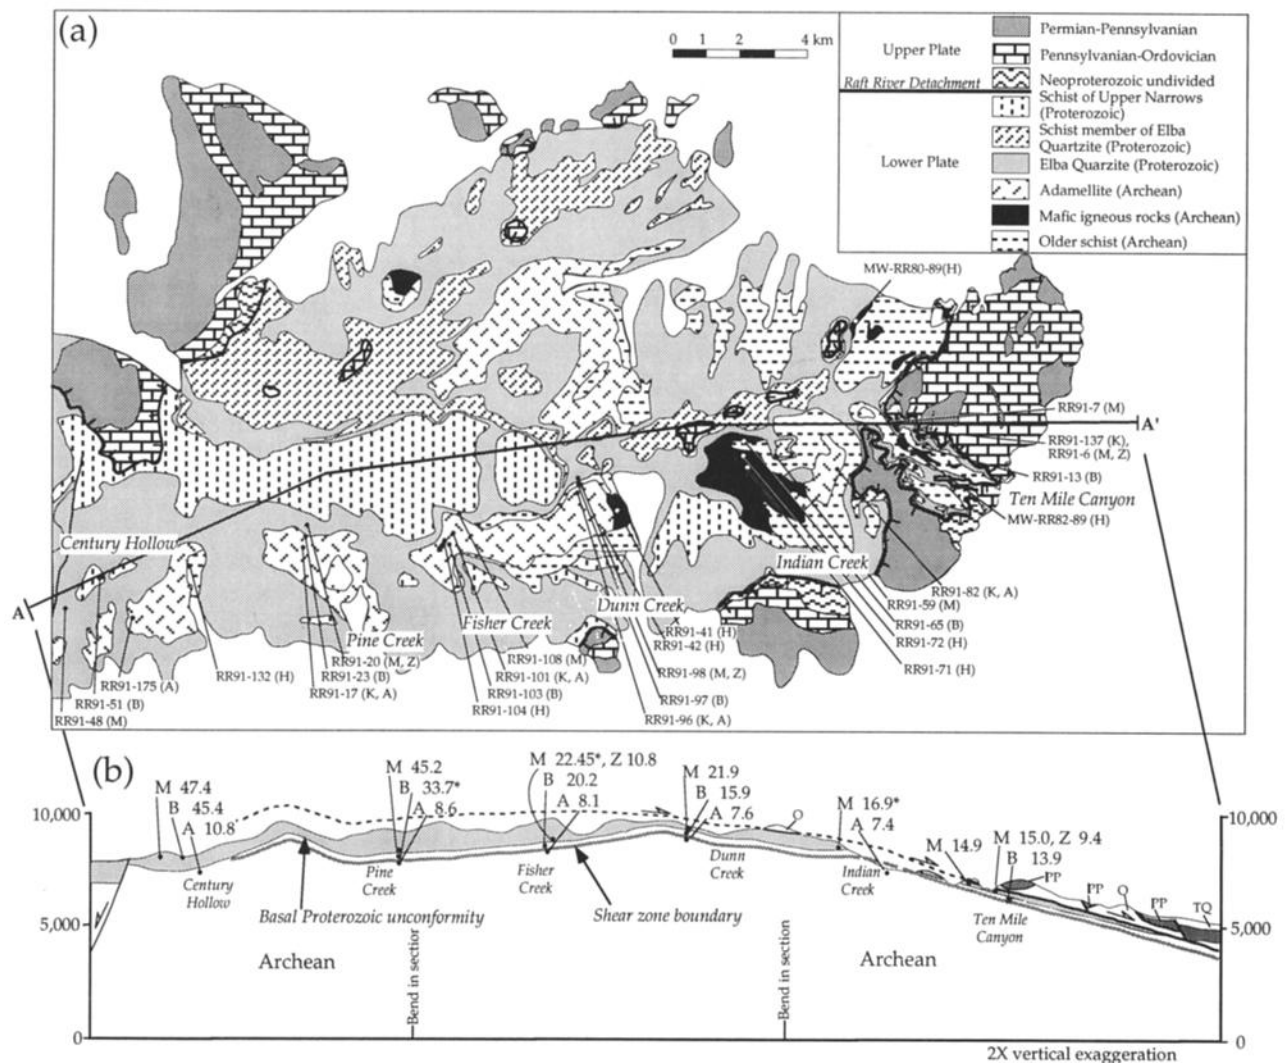 (a)
0 1 2 4 km
Upper Plate
Raft River Detachment
Lower Plate
Permian-Pennsylvanian
Pennsylvanian-Ordovician
Neoproterozoic undivided
Schist of Upper Narrows
(Proterozoic)
Schist member of Elba
Quartzite (Proterozoic)
Elba Quarzite (Proterozoic)
Adamellite (Archean)
Mafic igneous rocks (Archean)
Older schist (Archean)
MW-RR80-89(H)
RR91-7 (M)
A'
RR91-137 (K),
RR91-6 (M, Z)
RR91-13 (B)
Ten Mile Canyon
MW-RR82-89 (H)
Century Hollow
Indian Creek
RR91-82 (K, A)
RR91-59 (M)
A
Dunn Creek
RR91-65 (B)
Fisher Creek
Pine Creek
RR91-41 (H)
RR91-42 (H)
RR91-72 (H)
RR91-71 (H)
RR91-108 (M)
RR91-20 (M, Z)
RR91-101 (K, A)
RR91-98 (M, Z)
RR91-132 (H)
RR91-23 (B)
RR91-175 (A)
RR91-17 (K, A)
RR91-103 (B)
RR91-97 (B)
RR91-51 (B)
RR91-104 (H)
RR91-48 (M)
RR91-96 (K, A)
(b)
M 47.4
B 45.4
A 10.8
M 45.2
B 33.7*
A 8.6
M 22.45*, Z 10.8
B 20.2
A 8.1
M 21.9
B 15.9
A 7.6
M 16.9*
A 7.4
M 14.9
M 15.0, Z 9.4
B 13.9
10,000
5,000
0
10,000
5,000
0
O
PP
PP
O
PP
TQ
Century
Hollow
Pine
Creek
Fisher
Creek
Dunn
Creek
Indian
Creek
Ten Mile
Canyon
Basal Proterozoic unconformity
Shear zone boundary
Archean
Bend in section
Bend in section
Archean
2X vertical exaggeration